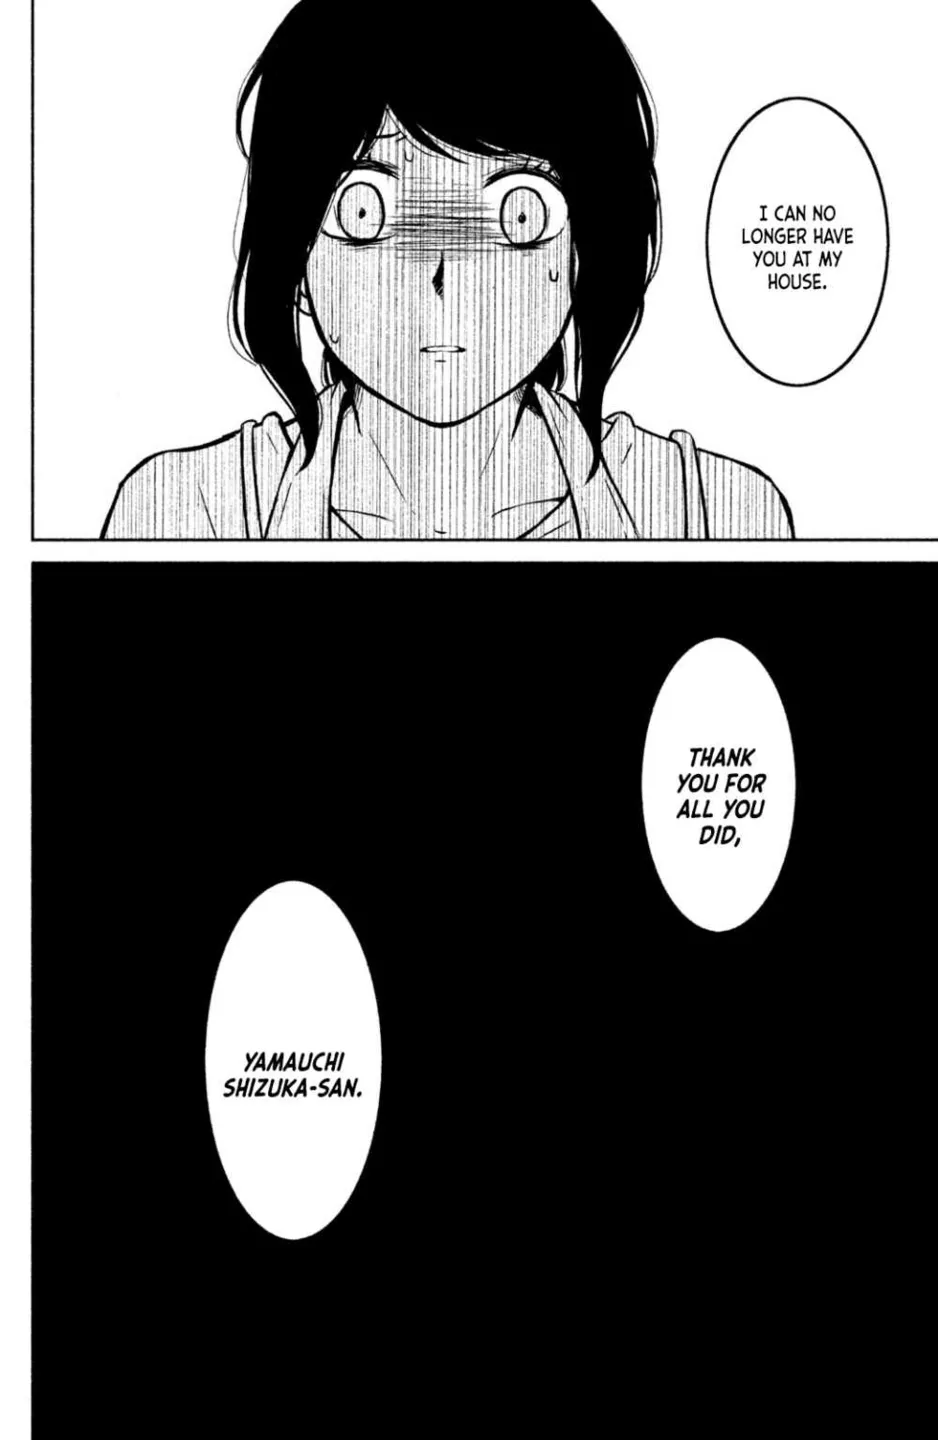 I CAN NO
LONGER HAVE
YOU AT MY
HOUSE.
THANK
YOU FOR
ALL YOU
DID,
YAMAUCHI
SHIZUKA-SAN.